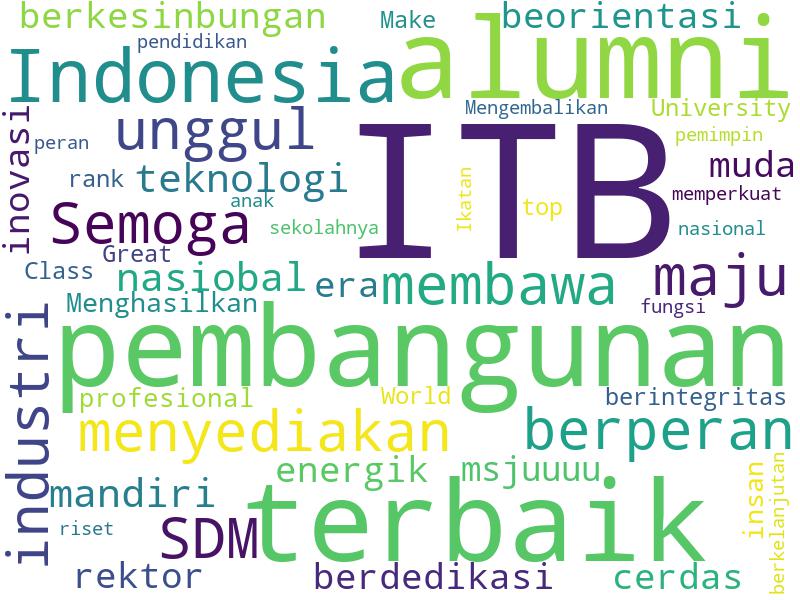 berkesinbungan
Make
beorientasi
pendidikan
Indonesia
alumni
inovasi
unggul
Mengembalikan
University
peran
ITB
pemimpin
rank
teknologi
muda
anak
memperkuat
Semoga
sekolahnya
Ikatan
top
nasional
Great
Class
nasiobal
era
membawa
maju
Menghasilkan
fungsi
industri
pembangunan
profesional
World
berintegritas
menyediakan
berperan
energik
msjuuuu
insan
berkelanjutan
mandiri
terbaik
riset
SDM
rektor
berdedikasi
cerdas